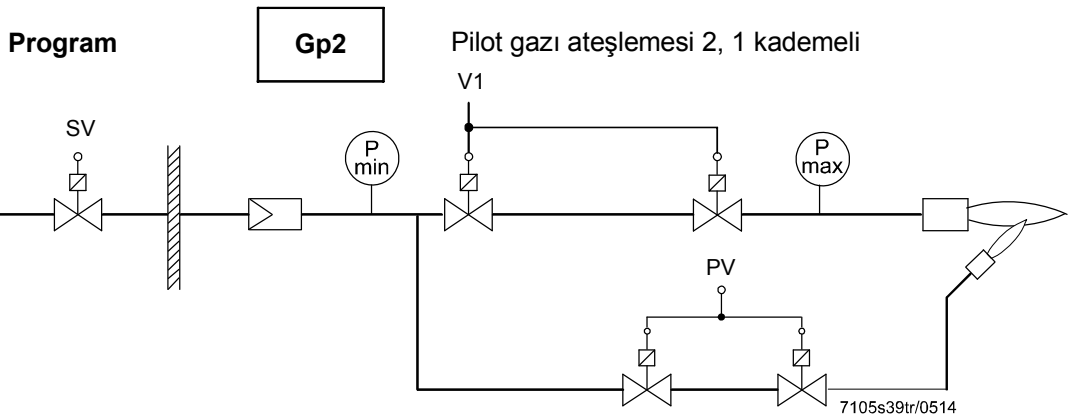 Program Gp2 Pilot gazı ateşlemesi 2, 1 kademeli
V1
SV
P min
P max
PV
7105s39tr/0514